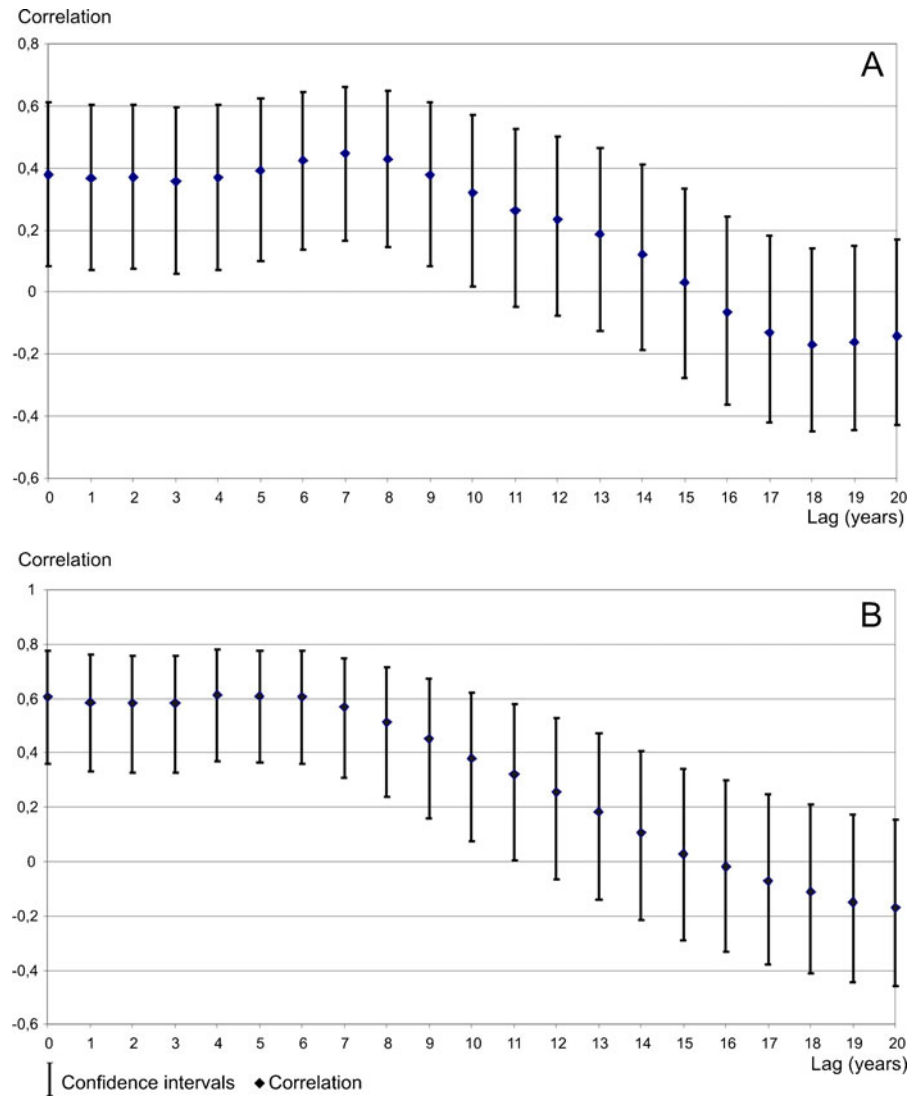 Correlation
A
0,8
0,6
0,4
0,2
0
-0,2
-0,4
-0,6
0 1 2 3 4 5 6 7 8 9 10 11 12 13 14 15 16 17 18 19 20
Lag (years)
Correlation
B
1
0,8
0,6
0,4
0,2
0
-0,2
-0,4
-0,6
0 1 2 3 4 5 6 7 8 9 10 11 12 13 14 15 16 17 18 19 20
Lag (years)
Confidence intervals Correlation